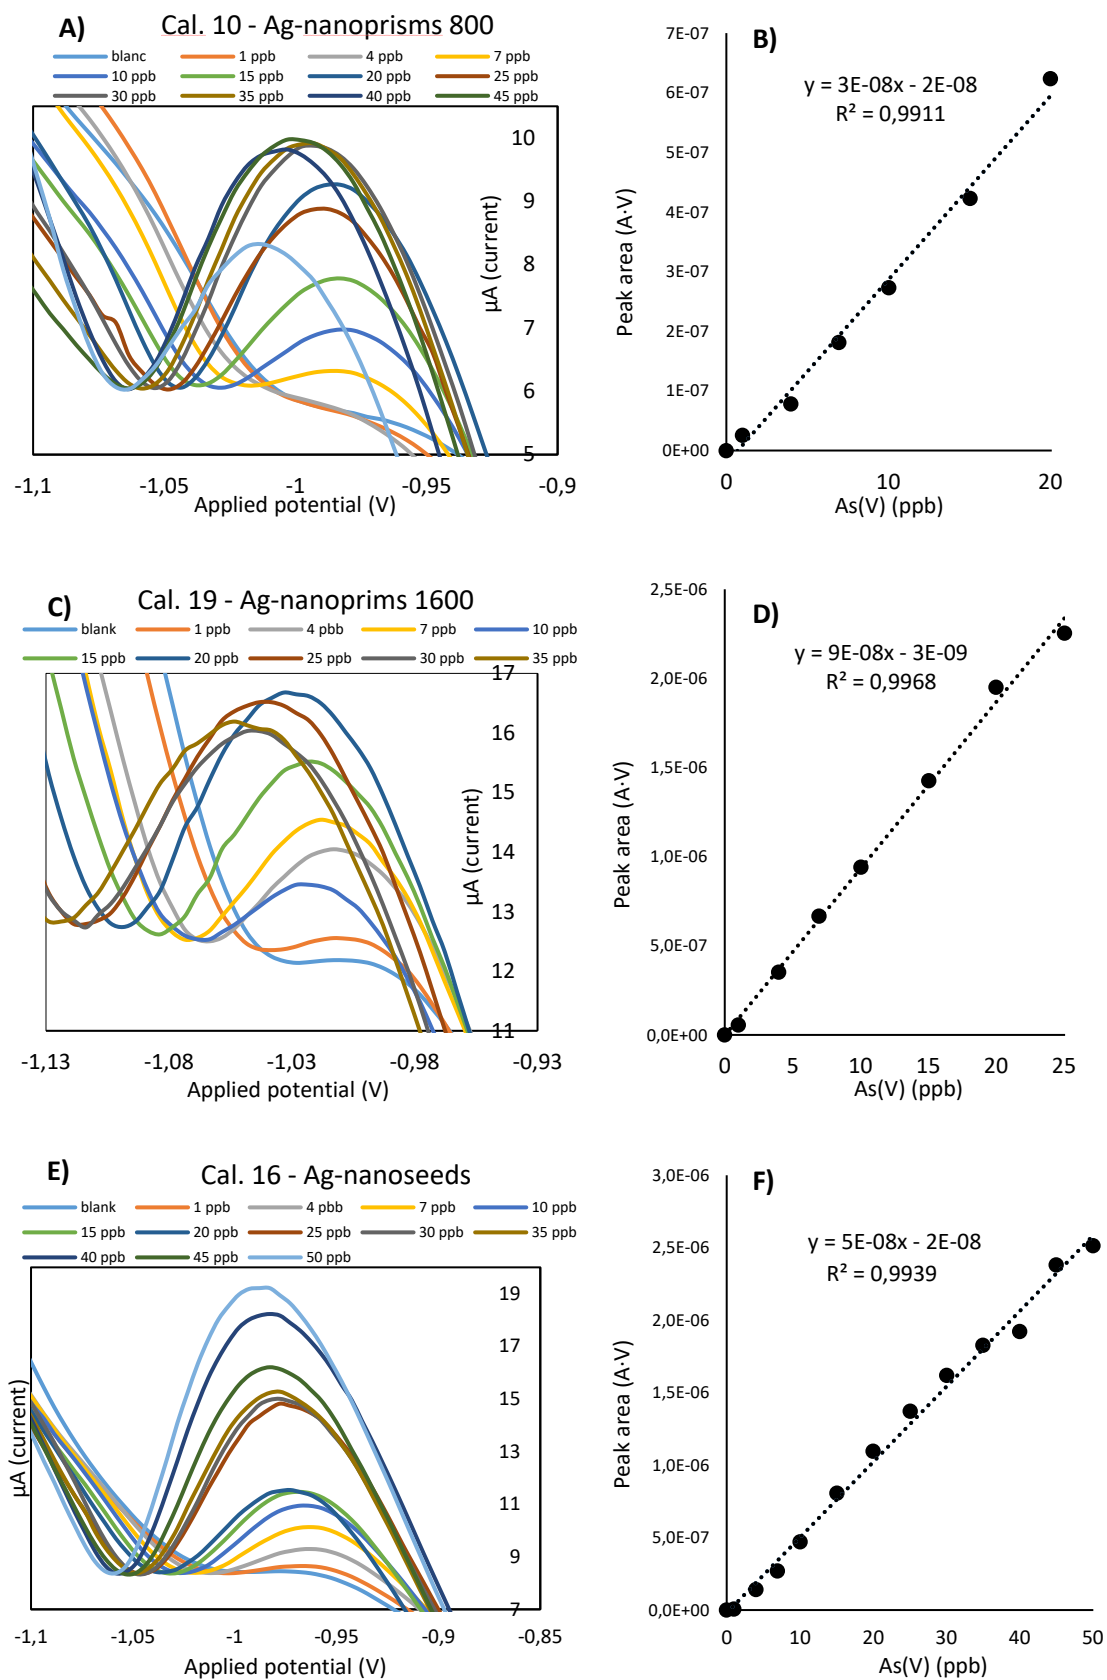 A) Cal. 10 - Ag-nanoprisms 800
blanc 1 ppb 4 ppb 7 ppb
10 ppb 15 ppb 20 ppb 25 ppb
30 ppb 35 ppb 40 ppb 45 ppb
10
9
8
7
6
5
µA (current)
-1,1 -1,05 -1 -0,95 -0,9
Applied potential (V)
B)
7E-07
6E-07
5E-07
4E-07
3E-07
2E-07
1E-07
0E+00
Peak area (A·V)
y = 3E-08x - 2E-08
R² = 0,9911
0 10 20
As(V) (ppb)
C) Cal. 19 - Ag-nanoprims 1600
blank 1 ppb 4 pbb 7 ppb 10 ppb
15 ppb 20 ppb 25 ppb 30 ppb 35 ppb
17
16
15
14
13
12
11
µA (current)
-1,13 -1,08 -1,03 -0,98 -0,93
Applied potential (V)
D)
2,5E-06
2,0E-06
1,5E-06
1,0E-06
5,0E-07
0,0E+00
Peak area (A·V)
y = 9E-08x - 3E-09
R² = 0,9968
0 5 10 15 20 25
As(V) (ppb)
E) Cal. 16 - Ag-nanoseeds
blank 1 ppb 4 pbb 7 ppb 10 ppb
15 ppb 20 ppb 25 ppb 30 ppb 35 ppb
40 ppb 45 ppb 50 ppb
19
17
15
13
11
9
7
µA (current)
-1,1 -1,05 -1 -0,95 -0,9 -0,85
Applied potential (V)
F)
3,0E-06
2,5E-06
2,0E-06
1,5E-06
1,0E-06
5,0E-07
0,0E+00
Peak area (A·V)
y = 5E-08x - 2E-08
R² = 0,9939
0 10 20 30 40 50
As(V) (ppb)